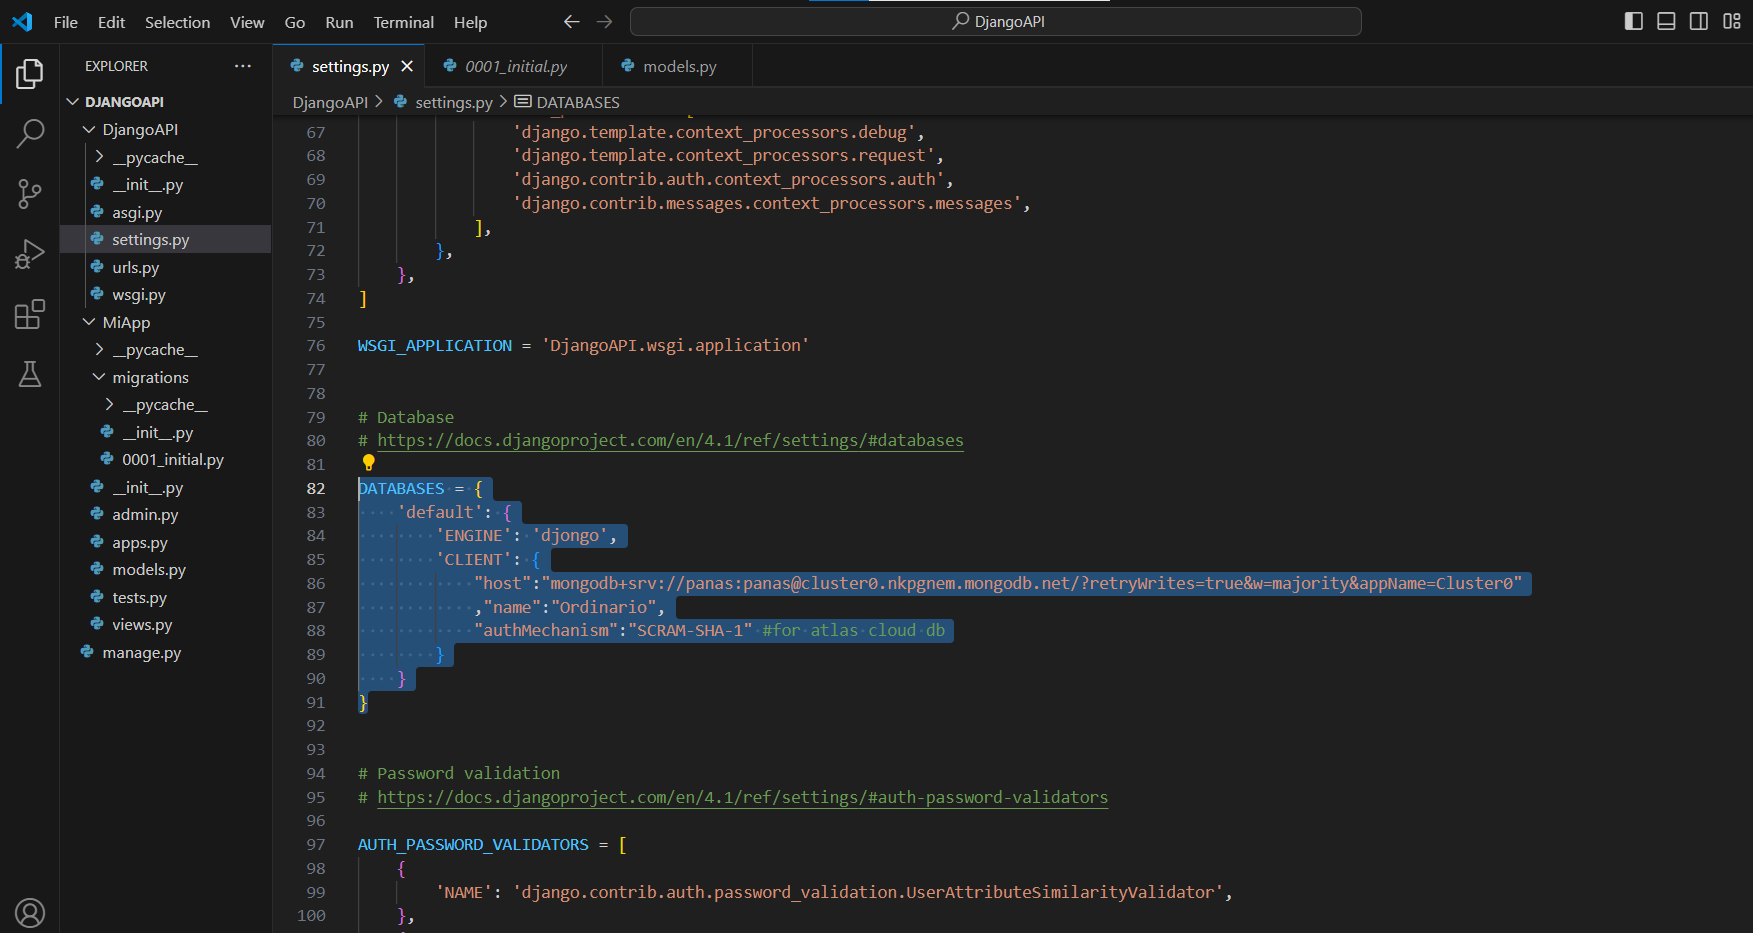 File Edit Selection View Go Run Terminal Help
DjangoAPI
EXPLORER
settings.py
0001_initial.py
models.py
DJANGOAPI
DjangoAPI
__pycache__
__init__.py
asgi.py
settings.py
urls.py
wsgi.py
MiApp
__pycache__
migrations
__pycache__
__init__.py
0001_initial.py
__init__.py
admin.py
apps.py
models.py
tests.py
views.py
manage.py
DjangoAPI > settings.py > DATABASES
67 'django.template.context_processors.debug',
68 'django.template.context_processors.request',
69 'django.contrib.auth.context_processors.auth',
70 'django.contrib.messages.context_processors.messages',
71 ],
72 },
73 },
74 ]
75
76 WSGI_APPLICATION = 'DjangoAPI.wsgi.application'
77
78
79 # Database
80 # https://docs.djangoproject.com/en/4.1/ref/settings/#databases
81
82 DATABASES = {
83 'default': {
84 'ENGINE': 'djongo',
85 'CLIENT': {
86 "host":"mongodb+srv://panas:panas@cluster0.nkpgnem.mongodb.net/?retryWrites=true&w=majority&appName=Cluster0"
87 ,"name":"Ordinario",
88 "authMechanism":"SCRAM-SHA-1" #for atlas cloud db
89 }
90 }
91 }
92
93
94 # Password validation
95 # https://docs.djangoproject.com/en/4.1/ref/settings/#auth-password-validators
96
97 AUTH_PASSWORD_VALIDATORS = [
98 {
99 'NAME': 'django.contrib.auth.password_validation.UserAttributeSimilarityValidator',
100 },